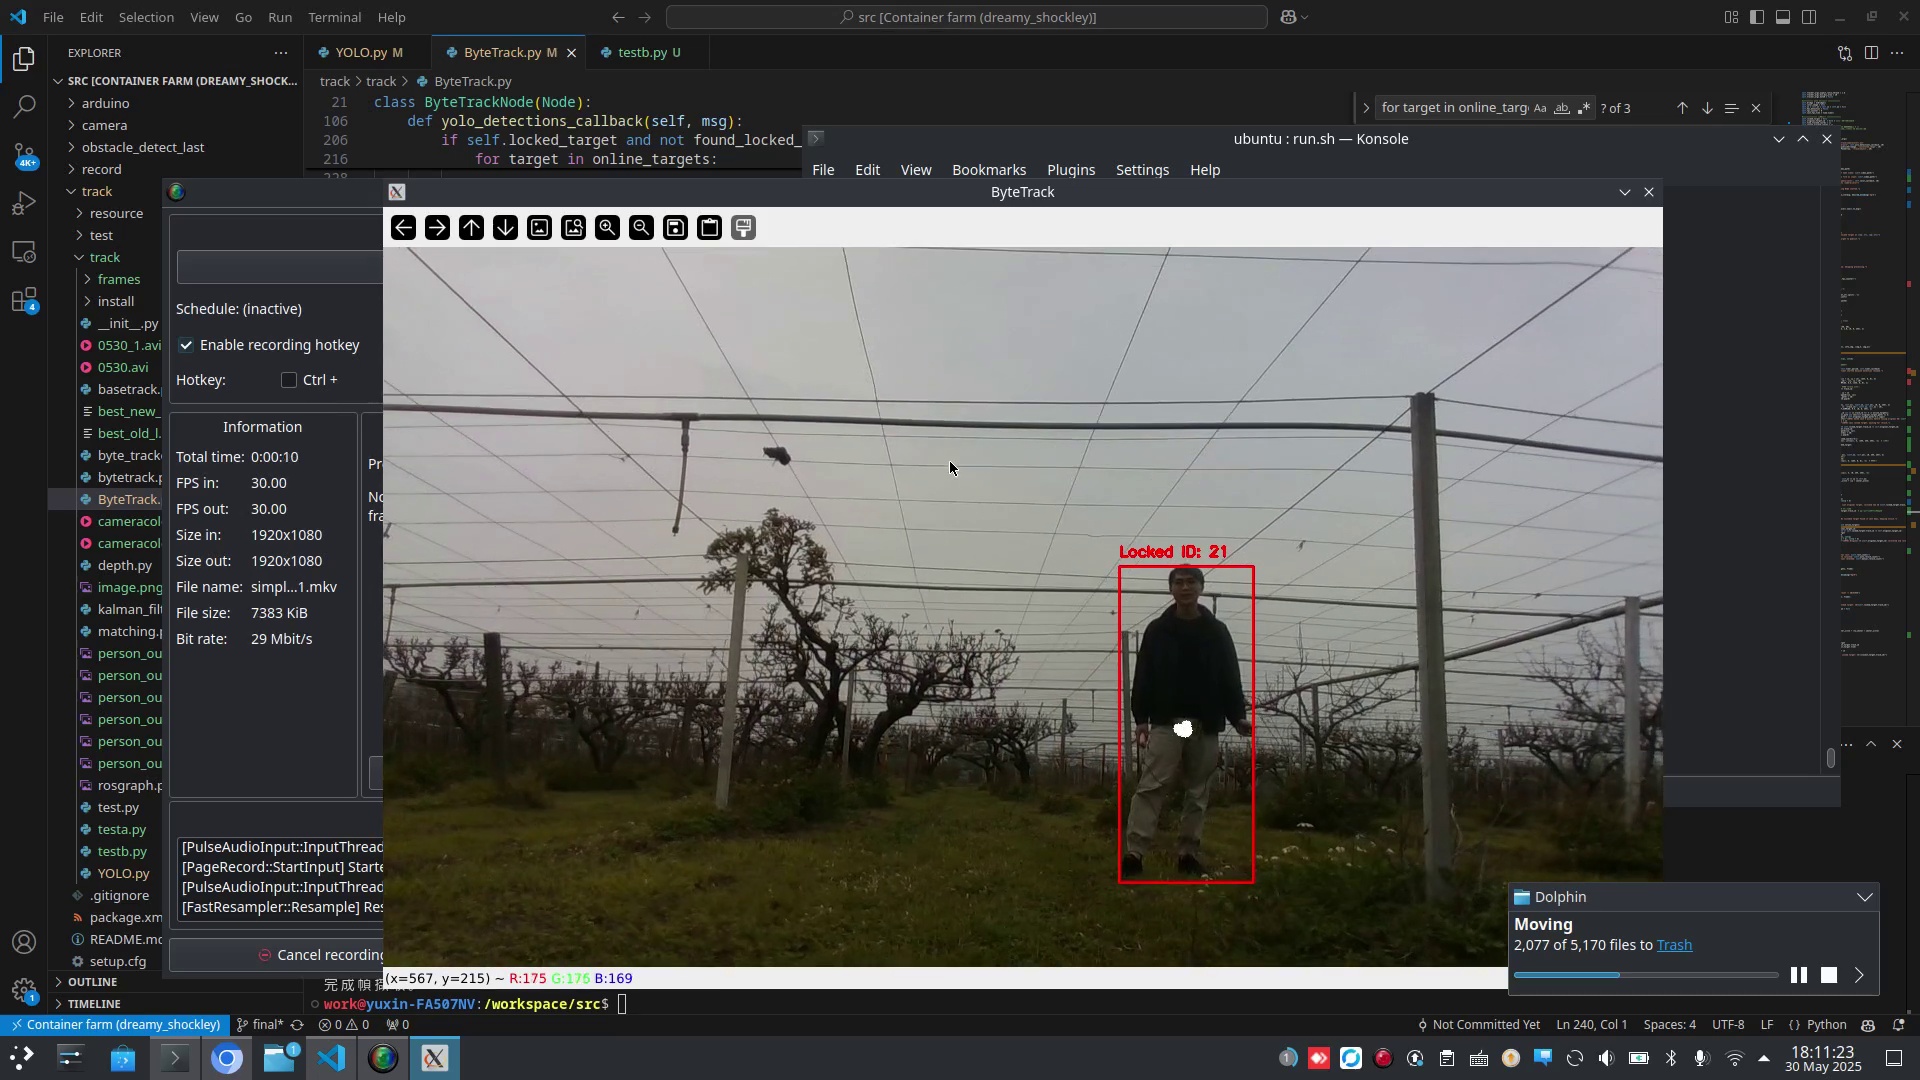 File Edit Selection View Go Run Terminal Help
src [Container farm (dreamy_shockley)]
EXPLORER
YOLO.py M
ByteTrack.py M
testb.py U
SRC [CONTAINER FARM (DREAMY_SHOCK...
track > track > ByteTrack.py
arduino
camera
obstacle_detect_last
record
track
resource
test
track
frames
install
__init__.py
0530_1.avi
0530.avi
basetrack.
best_new_
best_old_l.
byte_track
bytetrack.p
ByteTrack.
cameracol
cameracol
depth.py
image.png
kalman_filt
matching.p
person_ou
person_ou
person_ou
person_ou
person_ou
person_ou
rosgraph.p
test.py
testa.py
testb.py
YOLO.py
.gitignore
package.xm
README.md
setup.cfg
OUTLINE
TIMELINE
4K+
4
1
21 class ByteTrackNode(Node):
106 def yolo_detections_callback(self, msg):
206 if self.locked_target and not found_locked_
216 for target in online_targets:
for target in online_targ
Aa ab
? of 3
ubuntu : run.sh — Konsole
File Edit View Bookmarks Plugins Settings Help
ByteTrack
Schedule: (inactive)
Enable recording hotkey
Hotkey: Ctrl +
Information
Total time: 0:00:10
FPS in: 30.00
FPS out: 30.00
Size in: 1920x1080
Size out: 1920x1080
File name: simpl...1.mkv
File size: 7383 KiB
Bit rate: 29 Mbit/s
[PulseAudioInput::InputThread
[PageRecord::StartInput] Starte
[PulseAudioInput::InputThread
[FastResampler::Resample] Res
Cancel recording
Locked ID: 21
(x=567, y=215) ~ R:175 G:176 B:169
Dolphin
Moving
2,077 of 5,170 files to Trash
work@yuxin-FA507NV:/workspace/src$
Container farm (dreamy_shockley) final* 0 0 0
Not Committed Yet Ln 240, Col 1 Spaces: 4 UTF-8 LF Python
1
1
18:11:23
30 May 2025